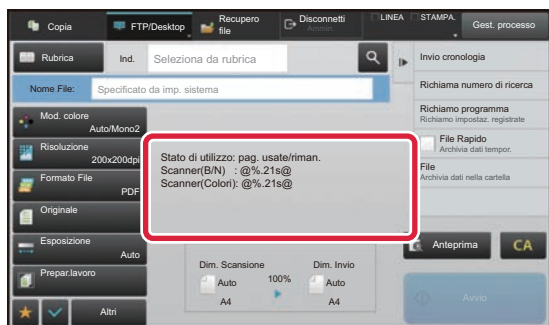 Copia
FTP/Desktop
Recupero
file
Disconnetti
Ammin.
LINEA
STAMPA.
Gest. processo
Rubrica
Ind.
Seleziona da rubrica
Nome File:
Specificato da imp. sistema
Mod. colore
Auto/Mono2
Risoluzione
200x200dpi
Formato File
PDF
Originale
Esposizione
Auto
Prepar.lavoro
Altri
Stato di utilizzo: pag. usate/riman.
Scanner(B/N) : @%.21s@
Scanner(Colori): @%.21s@
Dim. Scansione
Auto
A4
100%
Dim. Invio
Auto
A4
Invio cronologia
Richiama numero di ricerca
Richiamo programma
Richiamo impostaz. registrate
File Rapido
Archivia dati tempor.
File
Archivia dati nella cartella
Anteprima
CA
Avvio